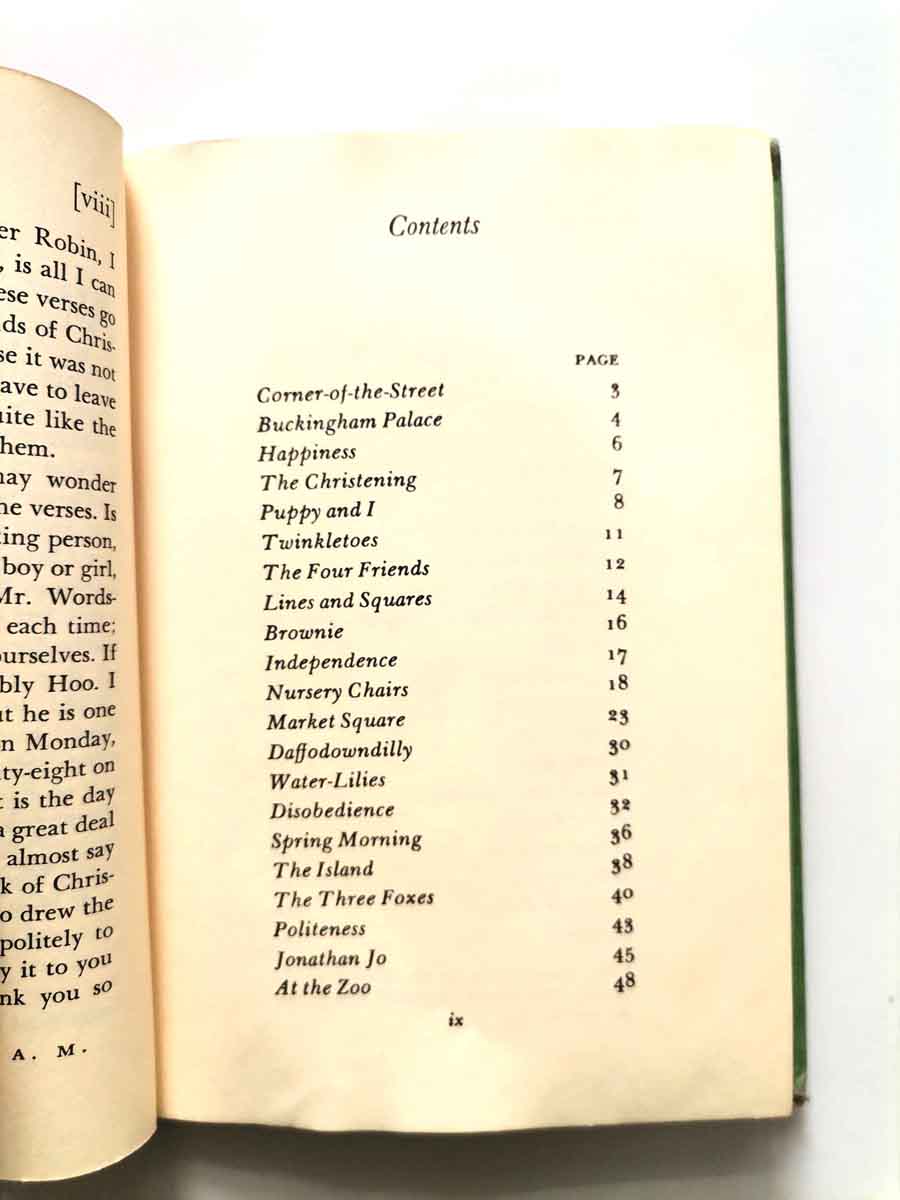 [viii]
er Robin, I
, is all I can
ese verses go
ds of Chris-
se it was not
ave to leave
uite like the
hem.
nay wonder
he verses. Is
ting person,
boy or girl,
Mr. Words-
each time;
ourselves. If
bly Hoo. I
ut he is one
n Monday,
ty-eight on
t is the day
a great deal
almost say
k of Chris-
o drew the
politely to
y it to you
nk you so
A. M.
Contents
PAGE
Corner-of-the-Street 3
Buckingham Palace 4
Happiness 6
The Christening 7
Puppy and I 8
Twinkletoes 11
The Four Friends 12
Lines and Squares 14
Brownie 16
Independence 17
Nursery Chairs 18
Market Square 23
Daffodowndilly 30
Water-Lilies 31
Disobedience 32
Spring Morning 36
The Island 38
The Three Foxes 40
Politeness 43
Jonathan Jo 45
At the Zoo 48
ix